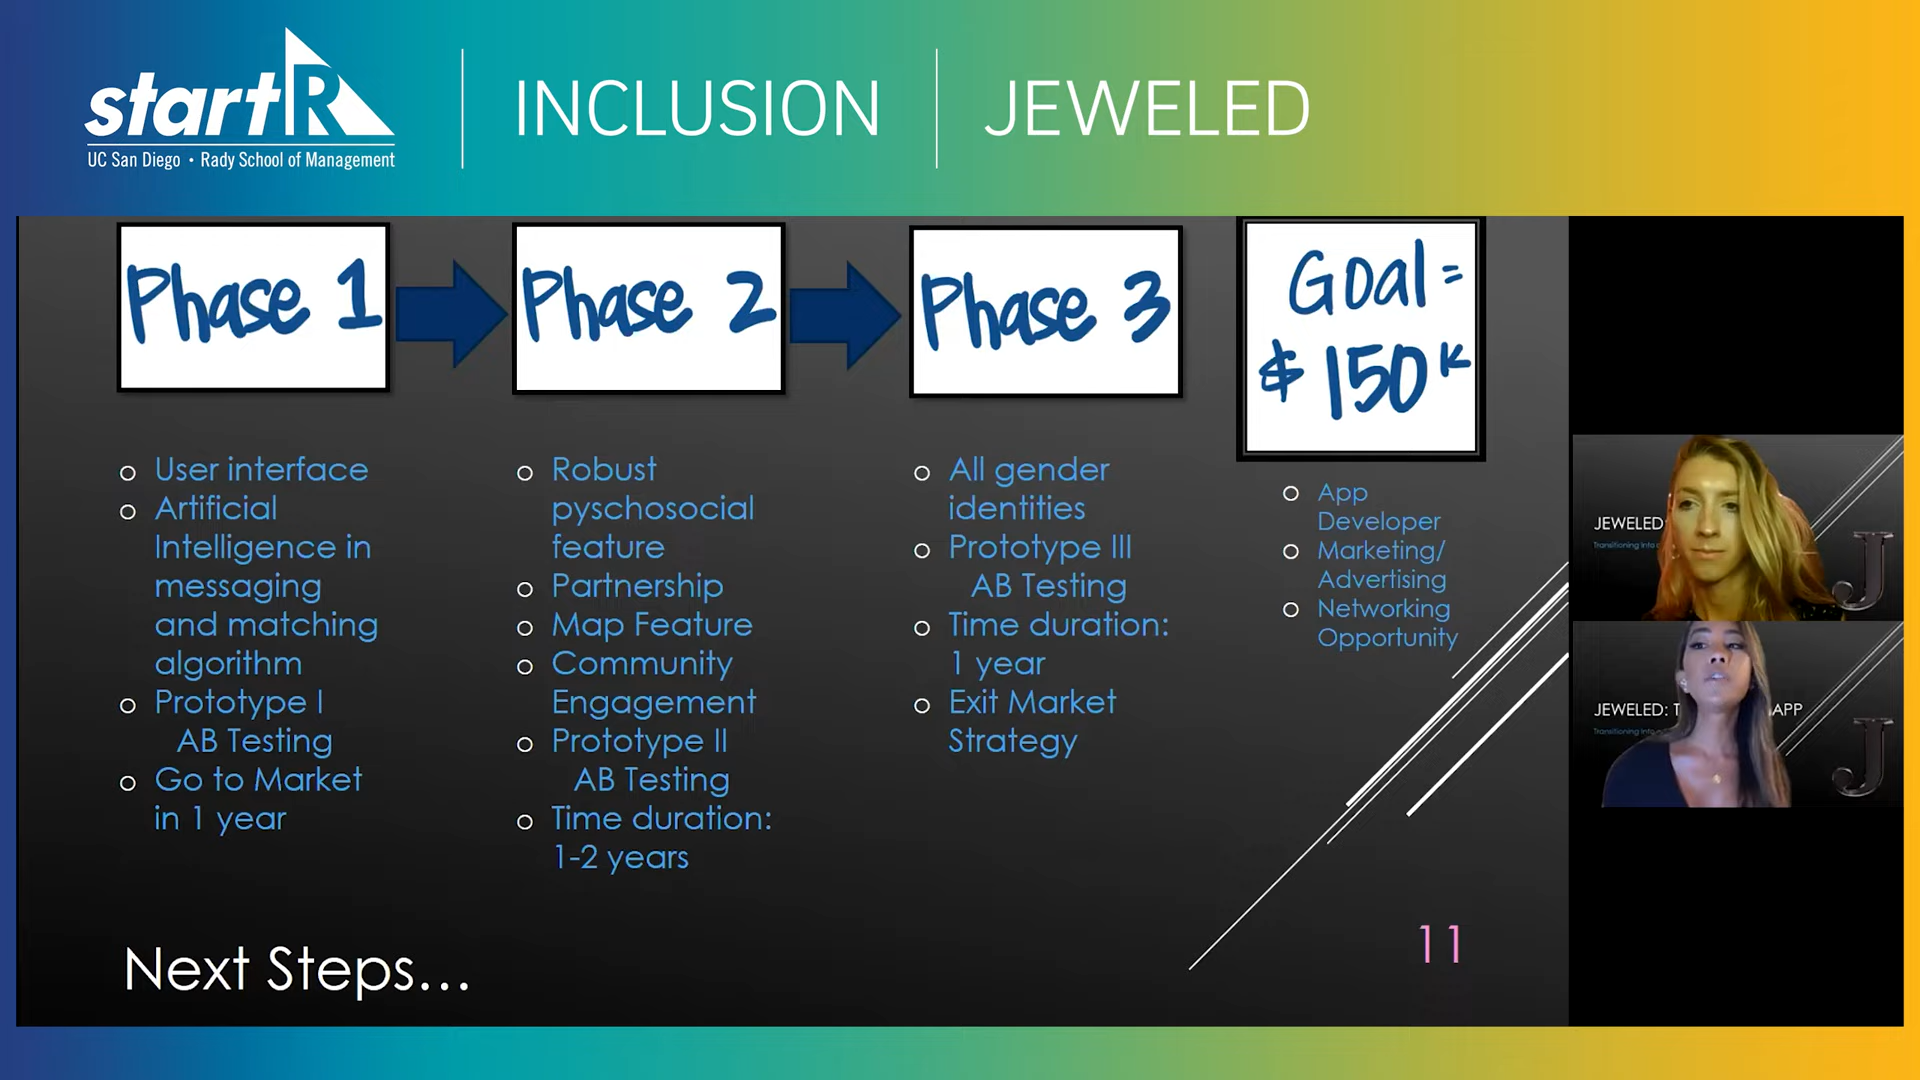 startR
UC San Diego • Rady School of Management
INCLUSION
JEWELED
Phase 1
Phase 2
Phase 3
Goal =
$150K
User interface
Artificial
Intelligence in
messaging
and matching
algorithm
Prototype I
AB Testing
Go to Market
in 1 year
Robust
pyschosocial
feature
Partnership
Map Feature
Community
Engagement
Prototype II
AB Testing
Time duration:
1-2 years
All gender
identities
Prototype III
AB Testing
Time duration:
1 year
Exit Market
Strategy
App
Developer
Marketing/
Advertising
Networking
Opportunity
Next Steps...
11
JEWELED
Transitioning Into
J
JEWELED: T APP
Transitioning Into
J